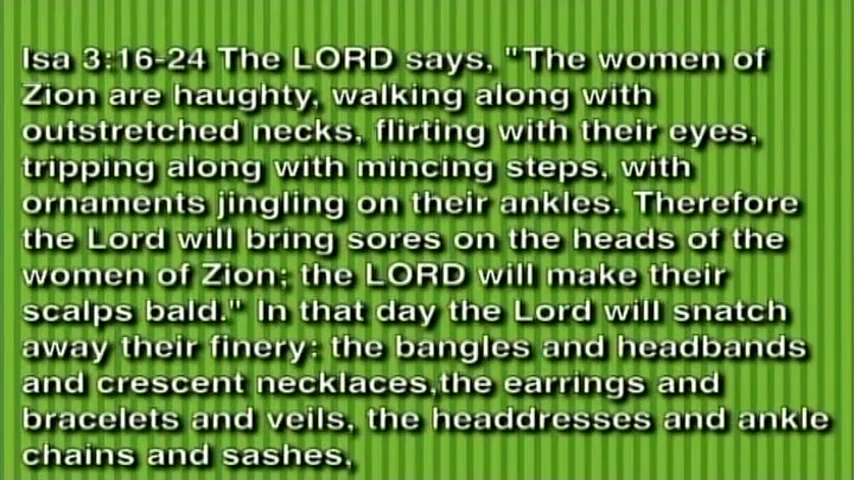 Isa 3:16-24 The LORD says, "The women of
Zion are haughty, walking along with
outstretched necks, flirting with their eyes,
tripping along with mincing steps, with
ornaments jingling on their ankles. Therefore
the Lord will bring sores on the heads of the
women of Zion; the LORD will make their
scalps bald." In that day the Lord will snatch
away their finery: the bangles and headbands
and crescent necklaces,the earrings and
bracelets and veils, the headdresses and ankle
chains and sashes,